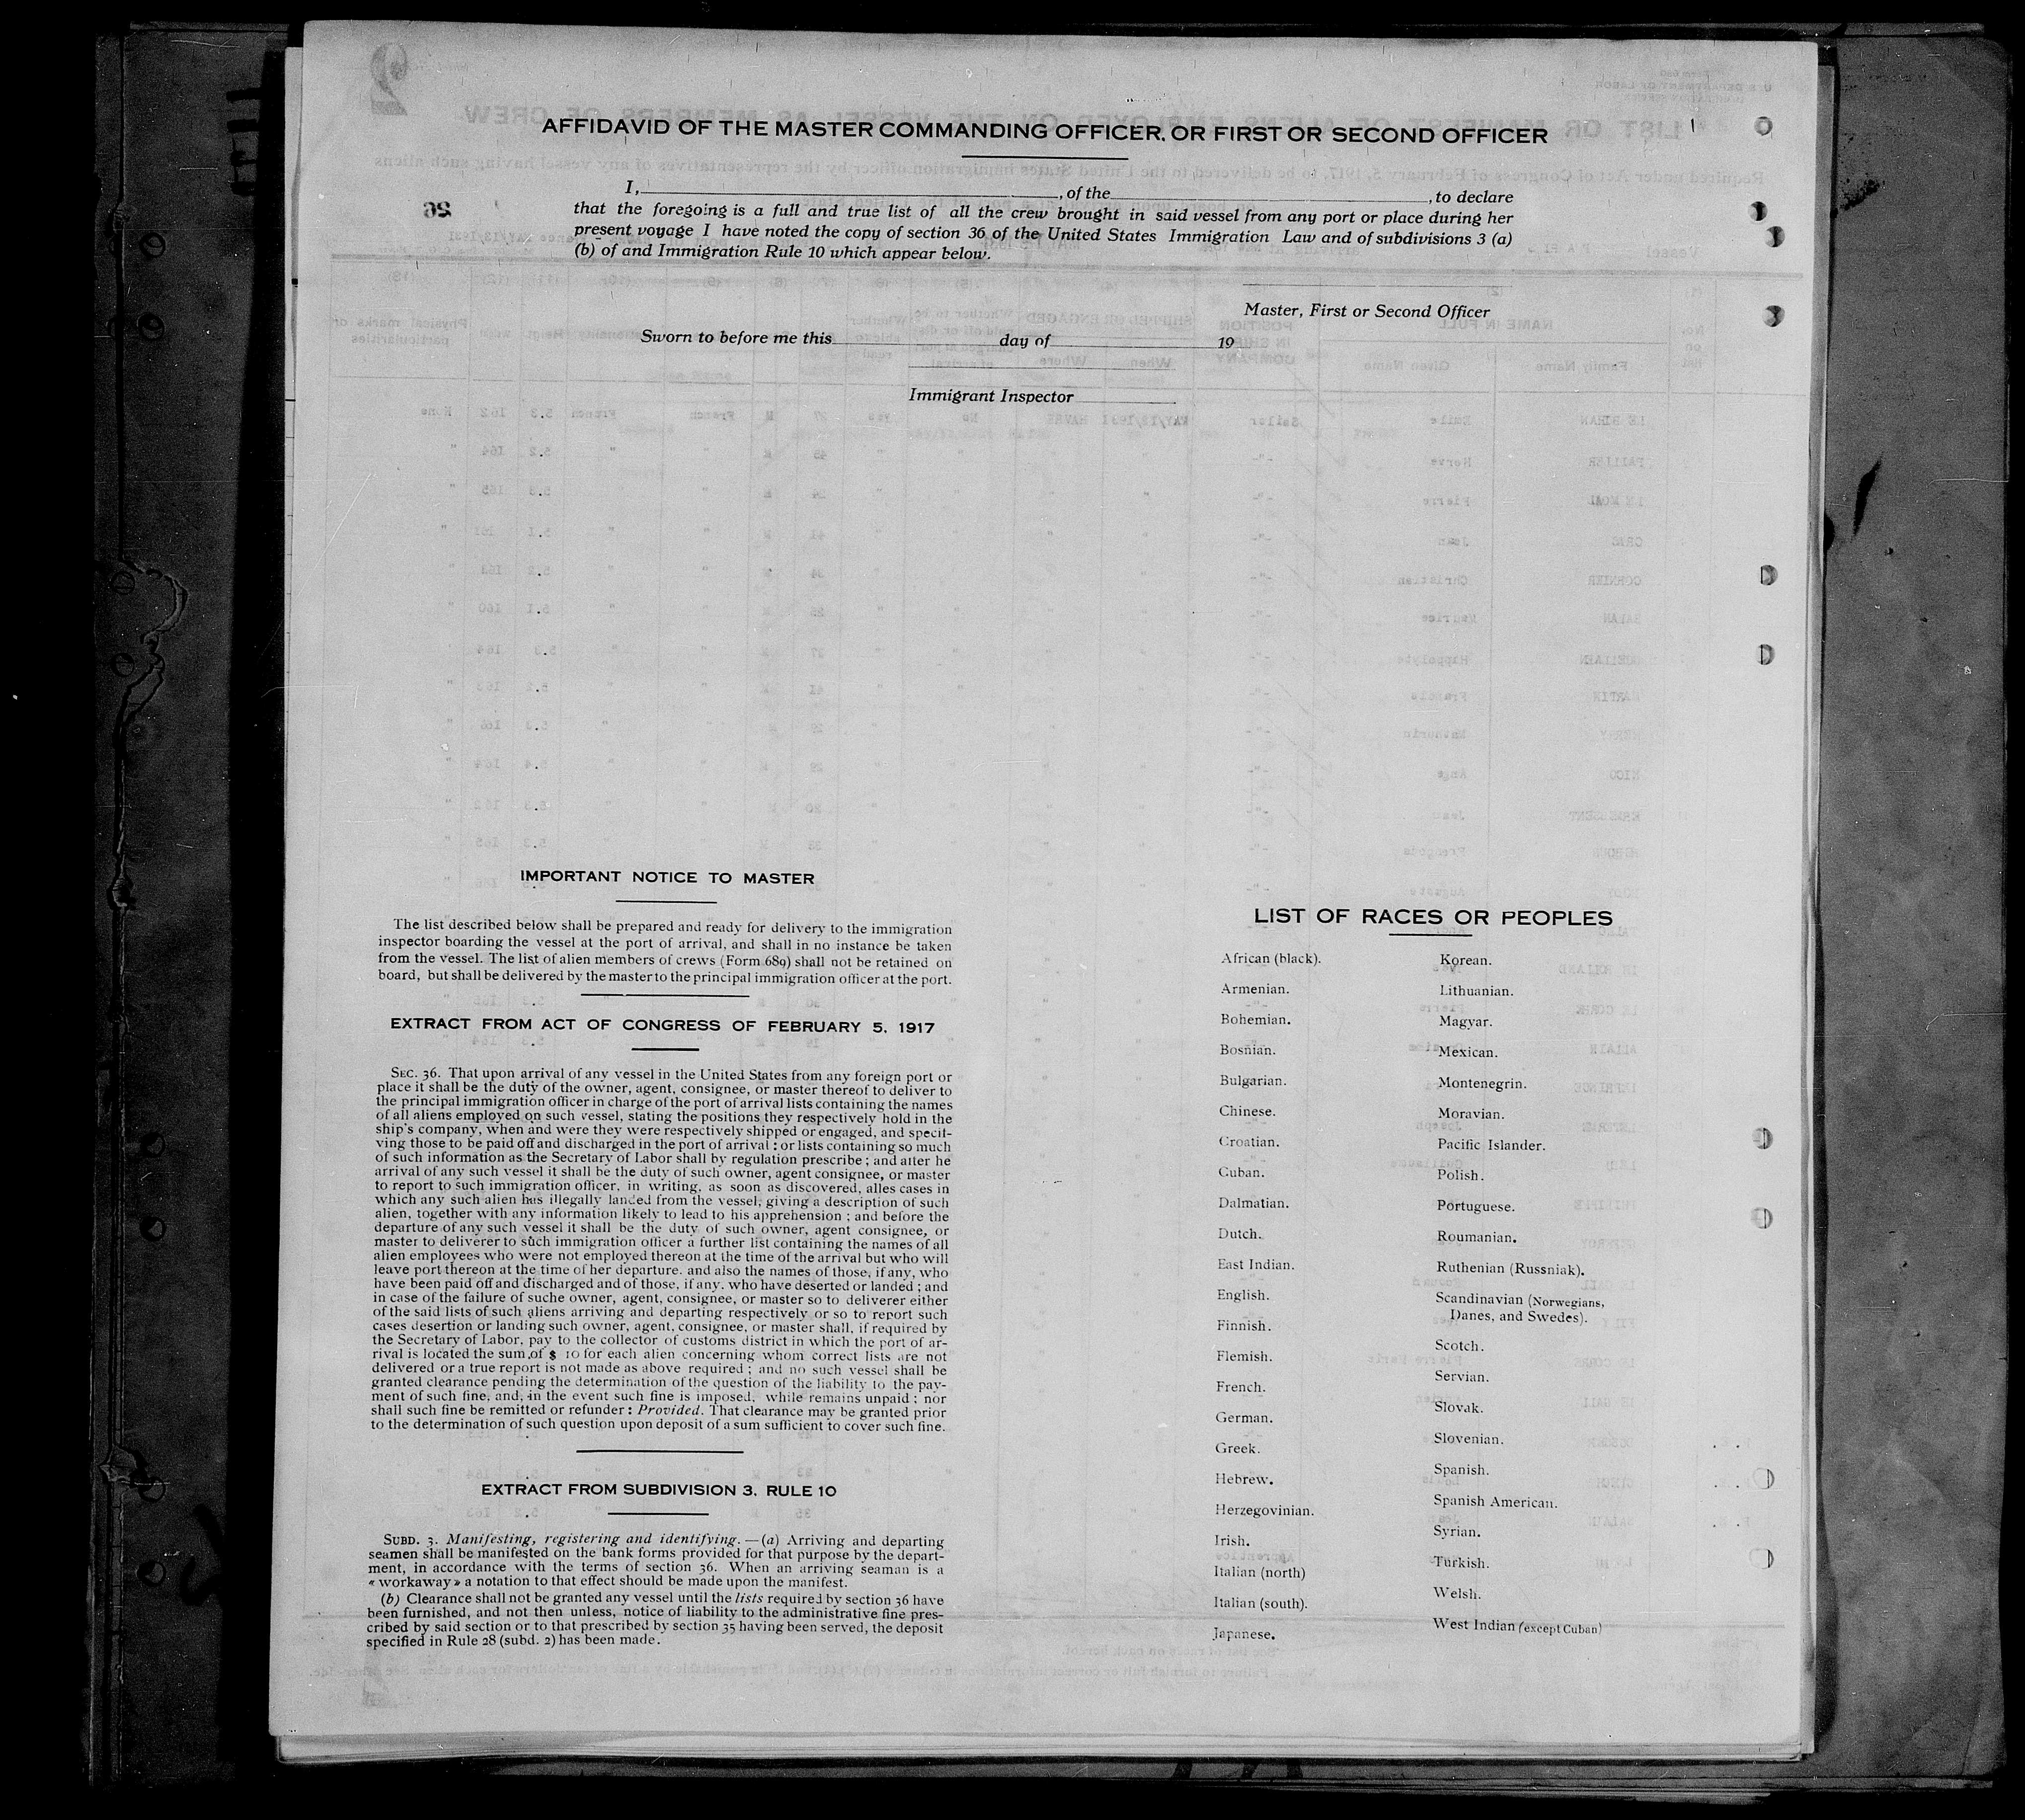 AFFIDAVID OF THE MASTER COMMANDING OFFICER. OR FIRST OR SECOND OFFICER
I, , of the , to declare
that the foregoing is a full and true list of all the crew brought in said vessel from any port or place during her
present voyage I have noted the copy of section 36 of the United States Immigration Law and of subdivisions 3 (a)
(b) of and Immigration Rule 10 which appear below.
Master, First or Second Officer
Sworn to before me this day of 19
Immigrant Inspector
IMPORTANT NOTICE TO MASTER
The list described below shall be prepared and ready for delivery to the immigration
inspector boarding the vessel at the port of arrival, and shall in no instance be taken
from the vessel. The list of alien members of crews (Form 689) shall not be retained on
board, but shall be delivered by the master to the principal immigration officer at the port.
EXTRACT FROM ACT OF CONGRESS OF FEBRUARY 5, 1917
SEC. 36. That upon arrival of any vessel in the United States from any foreign port or
place it shall be the duty of the owner, agent, consignee, or master thereof to deliver to
the principal immigration officer in charge of the port of arrival lists containing the names
of all aliens employed on such vessel, stating the positions they respectively hold in the
ship's company, when and were they were respectively shipped or engaged, and specit-
ving those to be paid off and discharged in the port of arrival : or lists containing so much
of such information as the Secretary of Labor shall by regulation prescribe ; and atter he
arrival of any such vessel it shall be the duty of such owner, agent consignee, or master
to report to such immigration officer, in writing, as soon as discovered, alles cases in
which any such alien has illegally landed from the vessel, giving a description of such
alien, together with any information likely to lead to his apprehension ; and before the
departure of any such vessel it shall be the duty of such owner, agent consignee, or
master to deliverer to such immigration officer a further list containing the names of all
alien employees who were not employed thereon at the time of the arrival but who will
leave port thereon at the time of her departure. and also the names of those, if any, who
have been paid off and discharged and of those, if any. who have deserted or landed ; and
in case of the failure of suche owner, agent, consignee, or master so to deliverer either
of the said lists of such aliens arriving and departing respectively or so to report such
cases desertion or landing such owner, agent, consignee, or master shall, if required by
the Secretary of Labor, pay to the collector of customs district in which the port of ar-
rival is located the sum of $ 10 for each alien concerning whom correct lists are not
delivered or a true report is not made as above required ; and no such vessel shall be
granted clearance pending the determination of the question of the liability to the pay-
ment of such fine, and, in the event such fine is imposed, while remains unpaid ; nor
shall such fine be remitted or refunder : Provided. That clearance may be granted prior
to the determination of such question upon deposit of a sum sufficient to cover such fine.
EXTRACT FROM SUBDIVISION 3. RULE 10
SUBD. 3. Manifesting, registering and identifying. — (a) Arriving and departing
seamen shall be manifested on the bank forms provided for that purpose by the depart-
ment, in accordance with the terms of section 36. When an arriving seaman is a
« workaway » a notation to that effect should be made upon the manifest.
(b) Clearance shall not be granted any vessel until the lists required by section 36 have
been furnished, and not then unless, notice of liability to the administrative fine pres-
cribed by said section or to that prescribed by section 35 having been served, the deposit
specified in Rule 28 (subd. 2) has been made.
LIST OF RACES OR PEOPLES
African (black).
Armenian.
Bohemian.
Bosnian.
Bulgarian.
Chinese.
Croatian.
Cuban.
Dalmatian.
Dutch.
East Indian.
English.
Finnish.
Flemish.
French.
German.
Greek.
Hebrew.
Herzegovinian.
Irish.
Italian (north)
Italian (south).
Japanese.
Korean.
Lithuanian.
Magyar.
Mexican.
Montenegrin.
Moravian.
Pacific Islander.
Polish.
Portuguese.
Roumanian.
Ruthenian (Russniak).
Scandinavian (Norwegians,
Danes, and Swedes).
Scotch.
Servian.
Slovak.
Slovenian.
Spanish.
Spanish American.
Syrian.
Turkish.
Welsh.
West Indian (except Cuban)